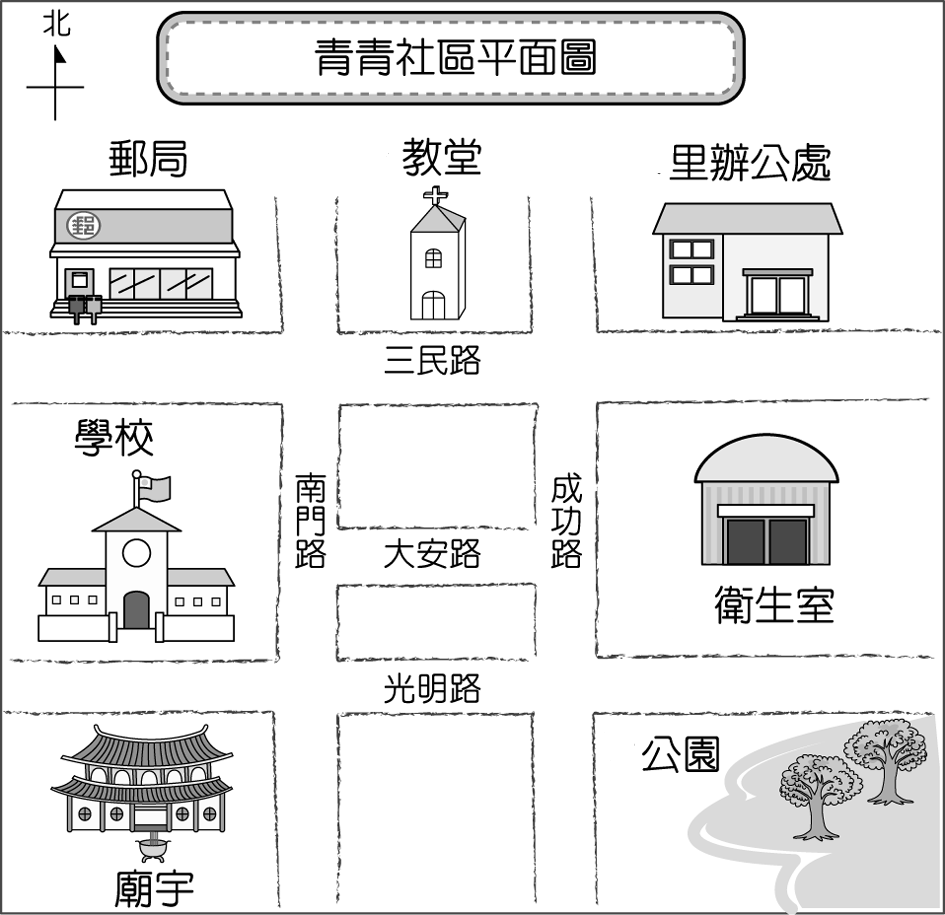 北
青青社區平面圖
郵局
郵
教堂
里辦公處
三民路
學校
南門路
大安路
成功路
衛生室
光明路
廟宇
公園